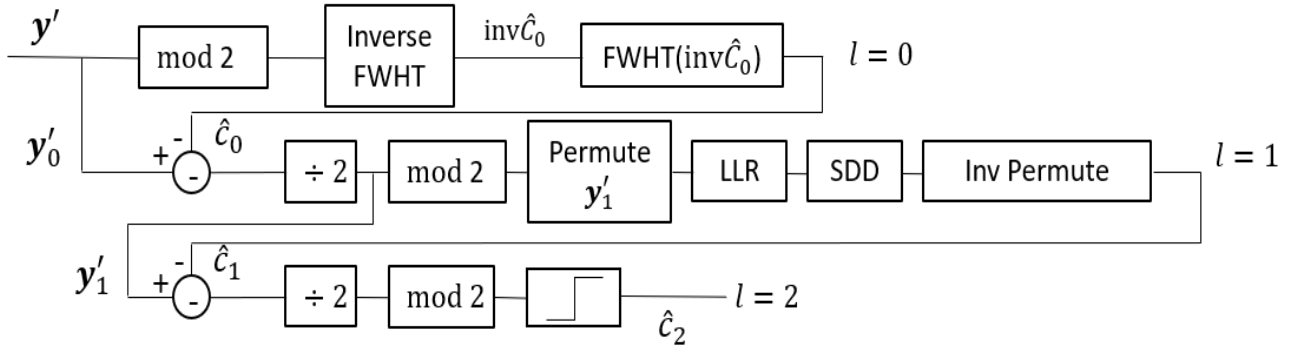 y′
mod 2
Inverse
FWHT
invĈ₀
FWHT(invĈ₀)
l = 0
y′₀
+
-
Ĉ₀
-
÷ 2
mod 2
Permute
y′₁
LLR
SDD
Inv Permute
l = 1
y′₁
+
-
Ĉ₁
-
÷ 2
mod 2
Ĉ₂
l = 2